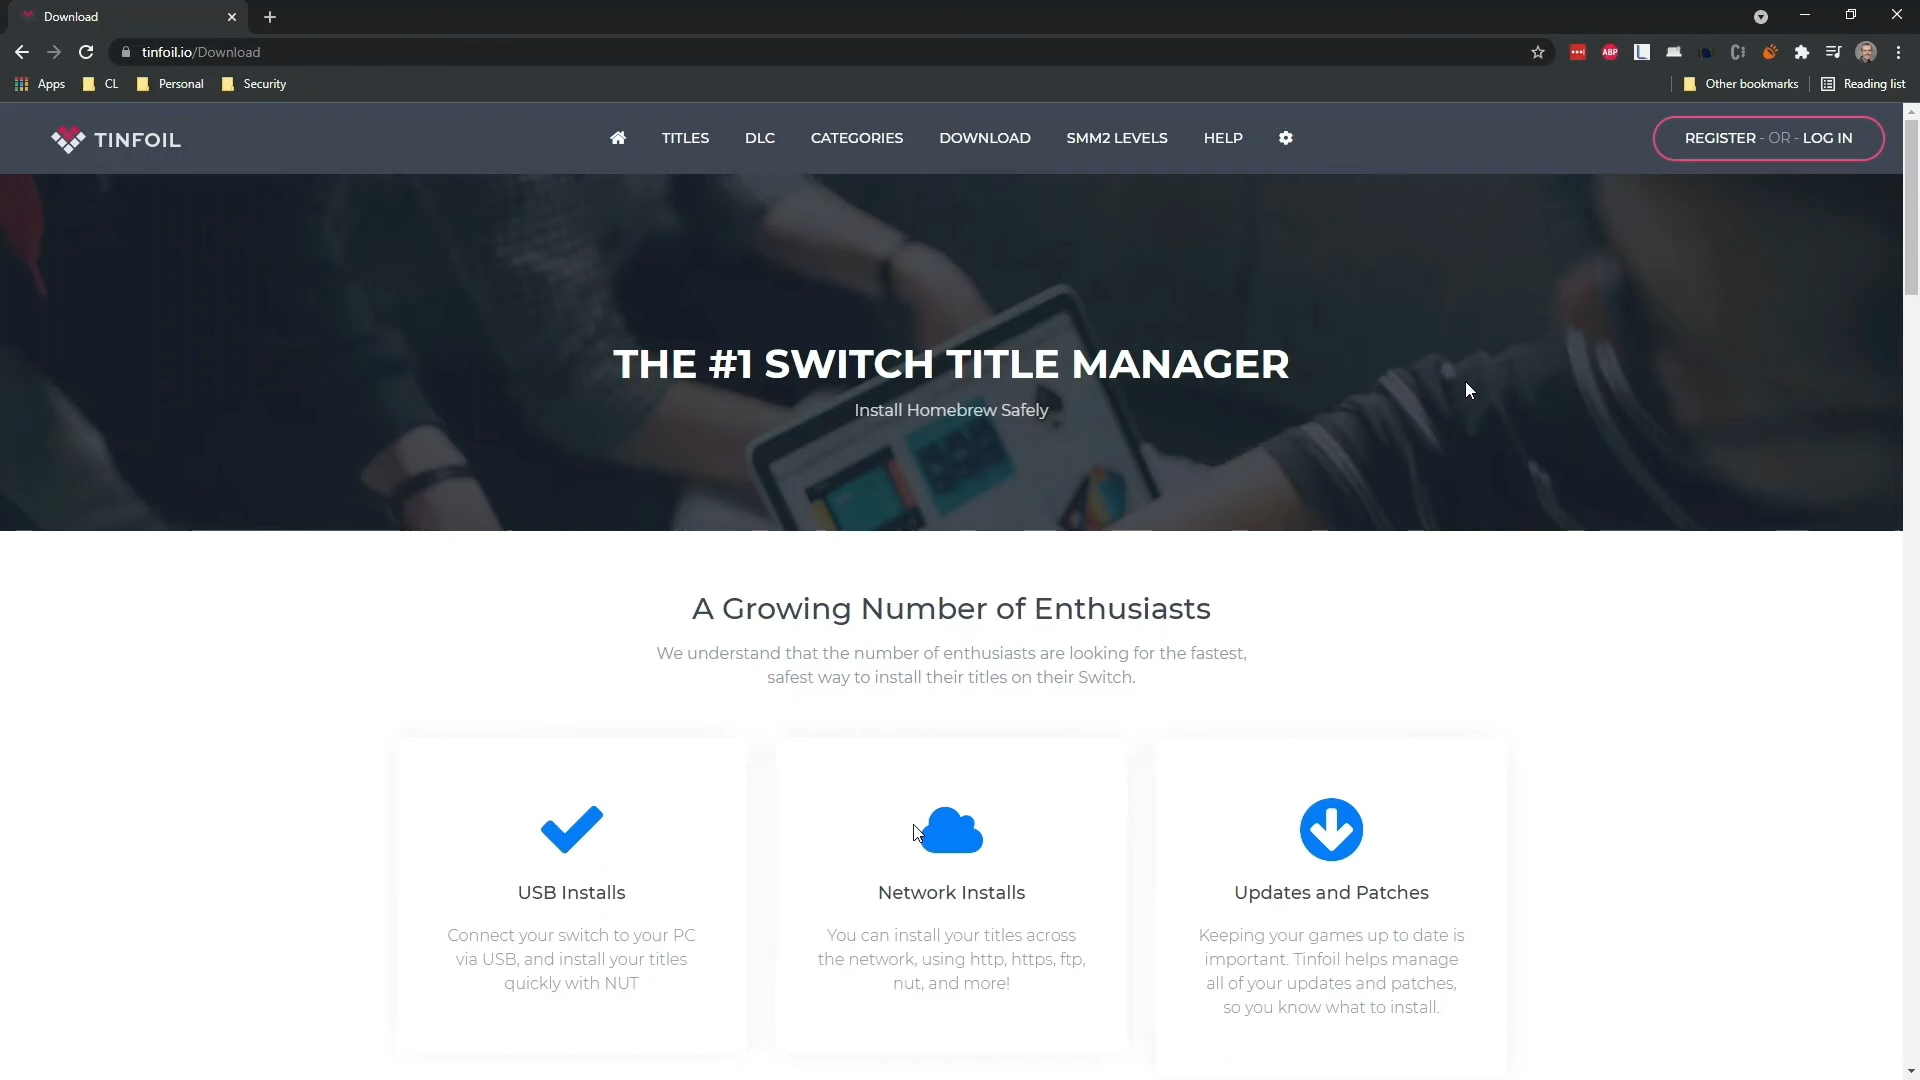 Download
tinfoil.io/Download
ABP
Apps CL Personal Security Other bookmarks Reading list
TINFOIL TITLES DLC CATEGORIES DOWNLOAD SMM2 LEVELS HELP REGISTER - OR - LOG IN
THE #1 SWITCH TITLE MANAGER
Install Homebrew Safely
A Growing Number of Enthusiasts
We understand that the number of enthusiasts are looking for the fastest,
safest way to install their titles on their Switch.
USB Installs
Connect your switch to your PC
via USB, and install your titles
quickly with NUT
Network Installs
You can install your titles across
the network, using http, https, ftp,
nut, and more!
Updates and Patches
Keeping your games up to date is
important. Tinfoil helps manage
all of your updates and patches,
so you know what to install.